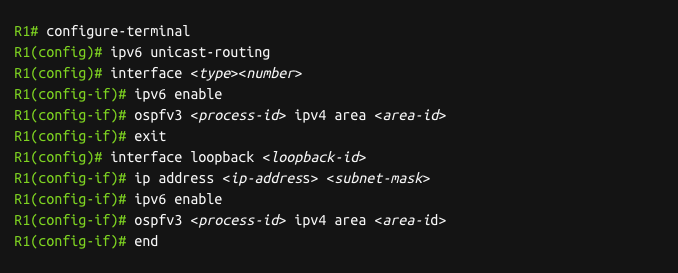 R1# configure-terminal
R1(config)# ipv6 unicast-routing
R1(config)# interface <type><number>
R1(config-if)# ipv6 enable
R1(config-if)# ospfv3 <process-id> ipv4 area <area-id>
R1(config-if)# exit
R1(config)# interface loopback <loopback-id>
R1(config-if)# ip address <ip-address> <subnet-mask>
R1(config-if)# ipv6 enable
R1(config-if)# ospfv3 <process-id> ipv4 area <area-id>
R1(config-if)# end